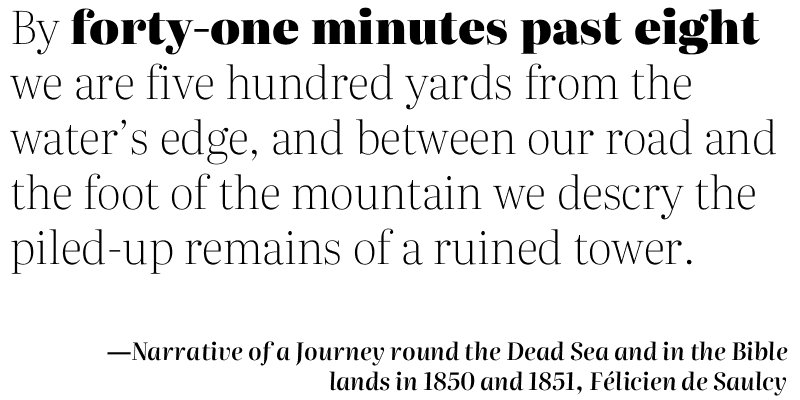 By forty-one minutes past eight
we are five hundred yards from the
water’s edge, and between our road and
the foot of the mountain we descry the
piled-up remains of a ruined tower.
—Narrative of a Journey round the Dead Sea and in the Bible
lands in 1850 and 1851, Félicien de Saulcy